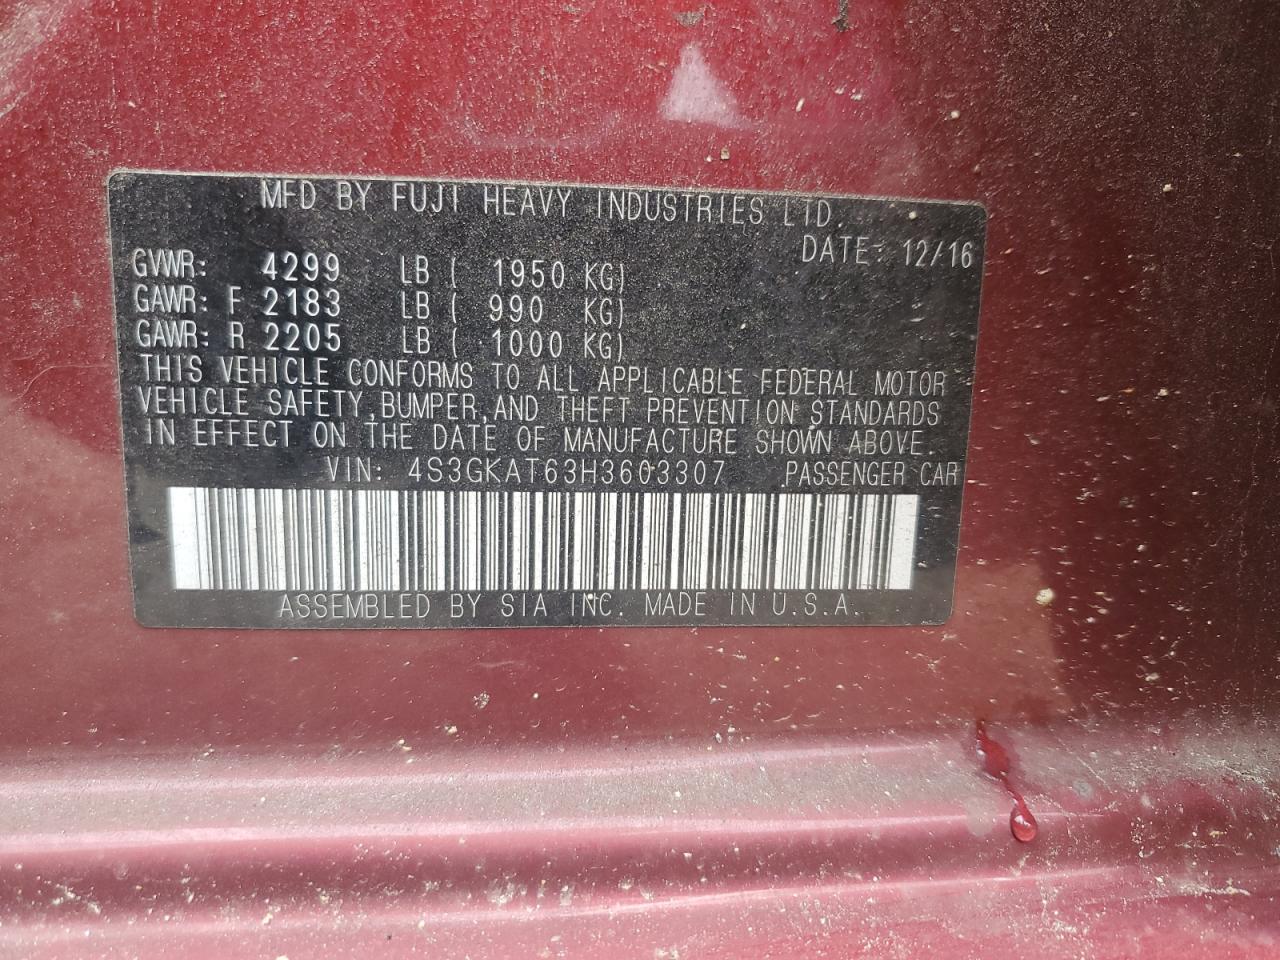 MFD BY FUJI HEAVY INDUSTRIES LTD.
DATE: 12/16
GVWR: 4299 LB ( 1950 KG)
GAWR: F 2183 LB ( 990 KG)
GAWR: R 2205 LB ( 1000 KG)
THIS VEHICLE CONFORMS TO ALL APPLICABLE FEDERAL MOTOR
VEHICLE SAFETY, BUMPER, AND THEFT PREVENTION STANDARDS
IN EFFECT ON THE DATE OF MANUFACTURE SHOWN ABOVE.
VIN: 4S3GKAT63H3603307 PASSENGER CAR
ASSEMBLED BY SIA INC. MADE IN U.S.A.